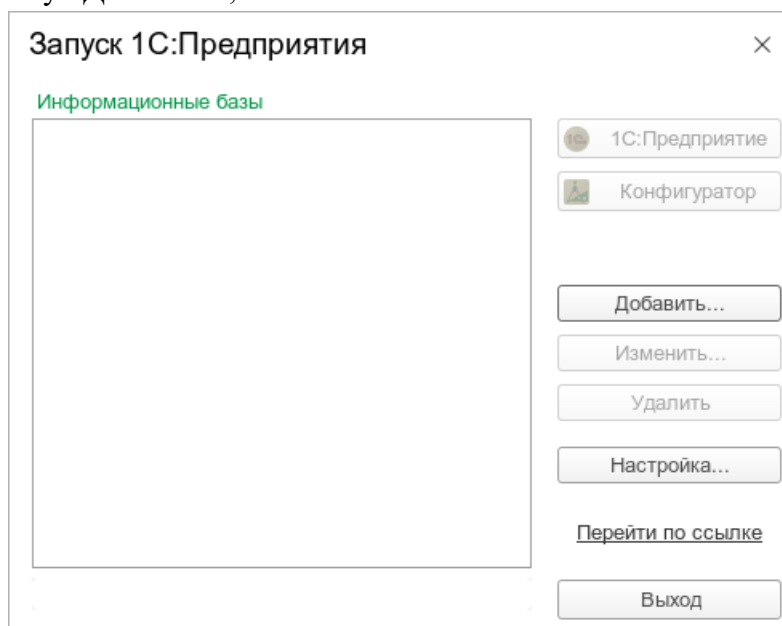 Запуск 1С:Предприятия
Информационные базы
1С:Предприятие
Конфигуратор
Добавить...
Изменить...
Удалить
Настройка...
Перейти по ссылке
Выход